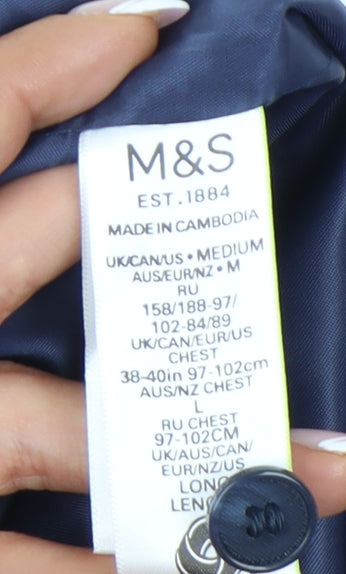 M&S
EST.1884
MADE IN CAMBODIA
UK/CAN/US • MEDIUM
AUS/EUR/NZ • M
RU
158/188-97/
102-84/89
UK/CAN/EUR/US
CHEST
38-40in 97-102cm
AUS/NZ CHEST
L
RU CHEST
97-102CM
UK/AUS/CAN/
EUR/NZ/US